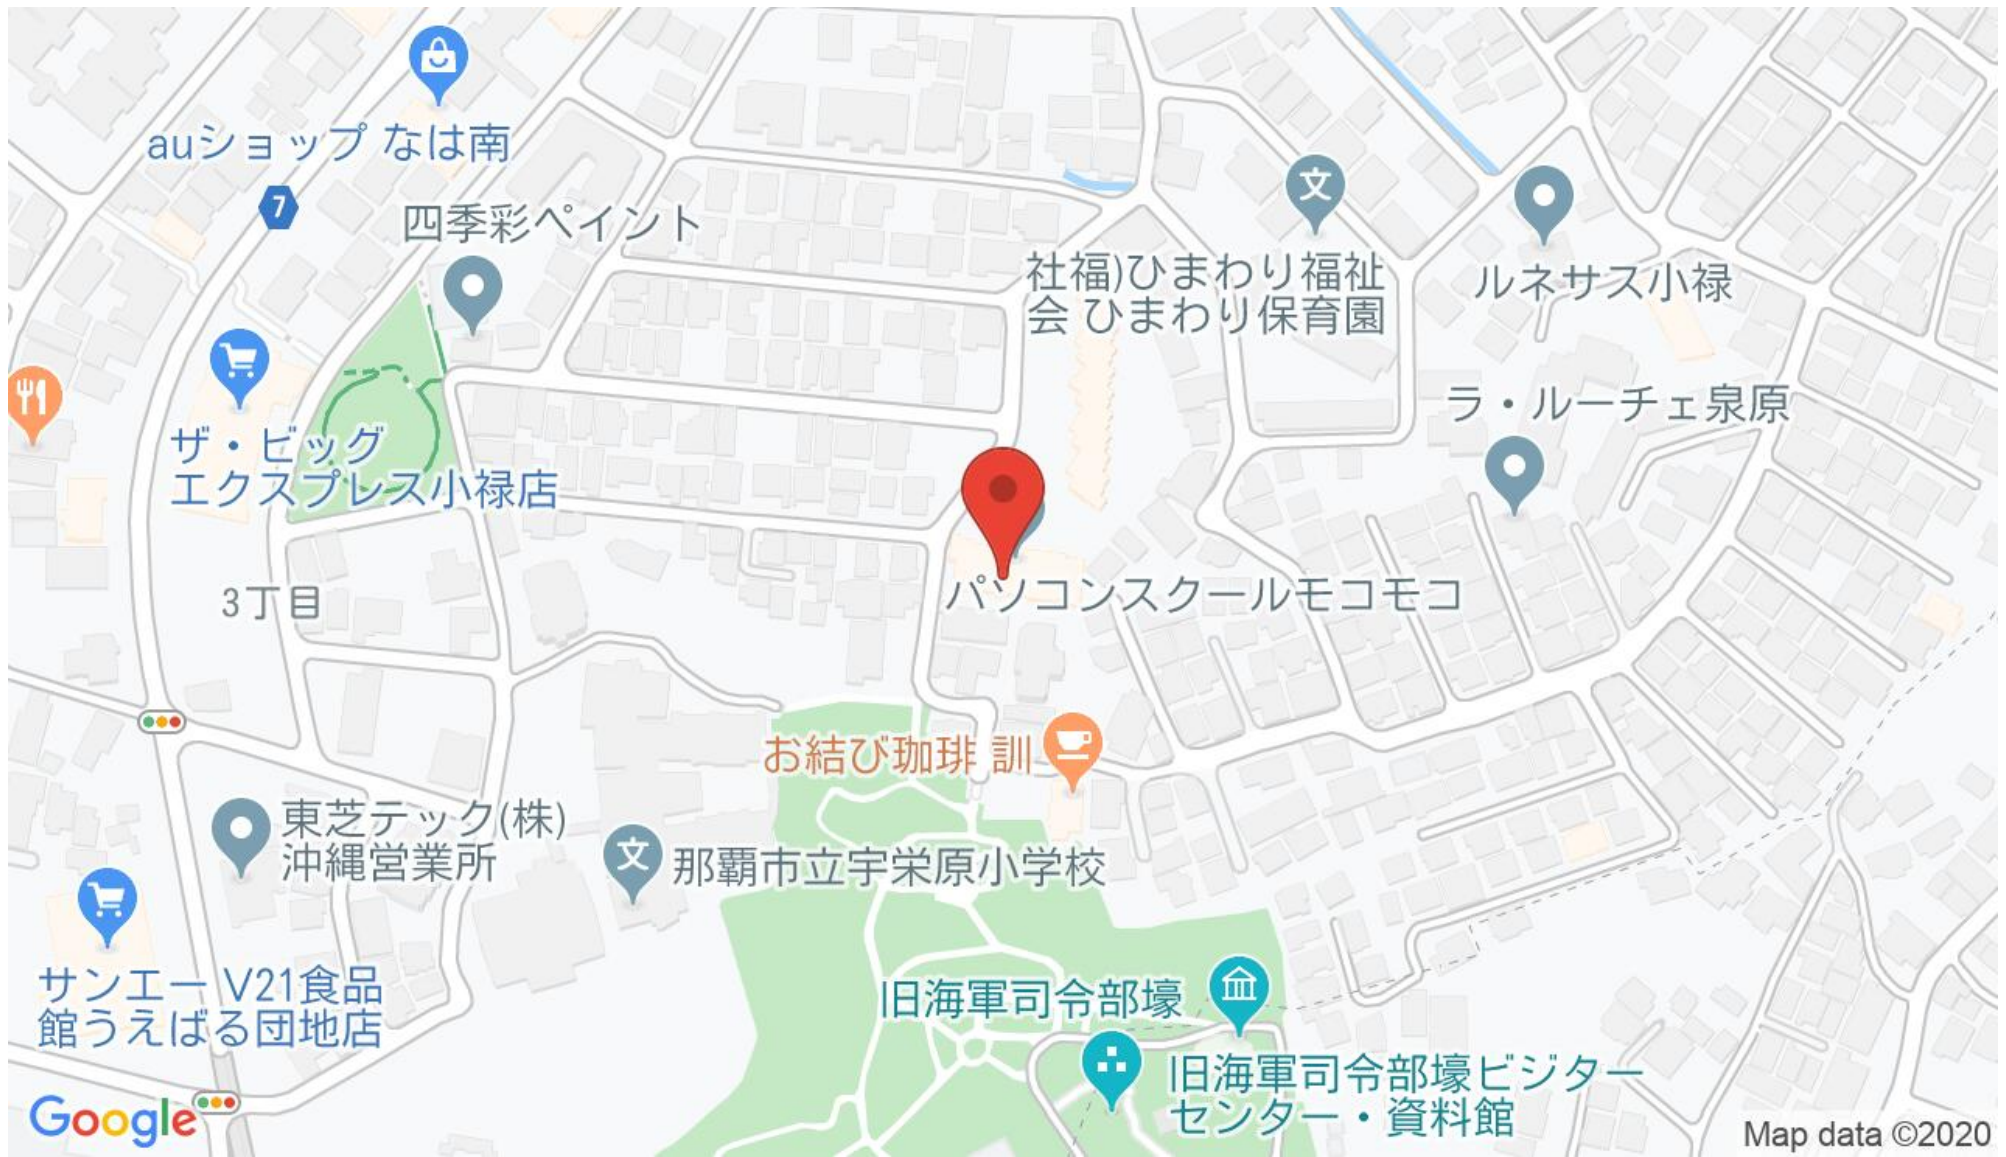 auショップ なは南
7
四季彩ペイント
文
社福)ひまわり福祉
会 ひまわり保育園
ルネサス小禄
ザ・ビッグ
エクスプレス小禄店
ラ・ルーチェ泉原
3丁目
パソコンスクールモコモコ
お結び珈琲 訓
東芝テック(株)
沖縄営業所
文
那覇市立宇栄原小学校
サンエー V21食品
館うえばる団地店
旧海軍司令部壕
旧海軍司令部壕ビジター
センター・資料館
Google
Map data ©2020